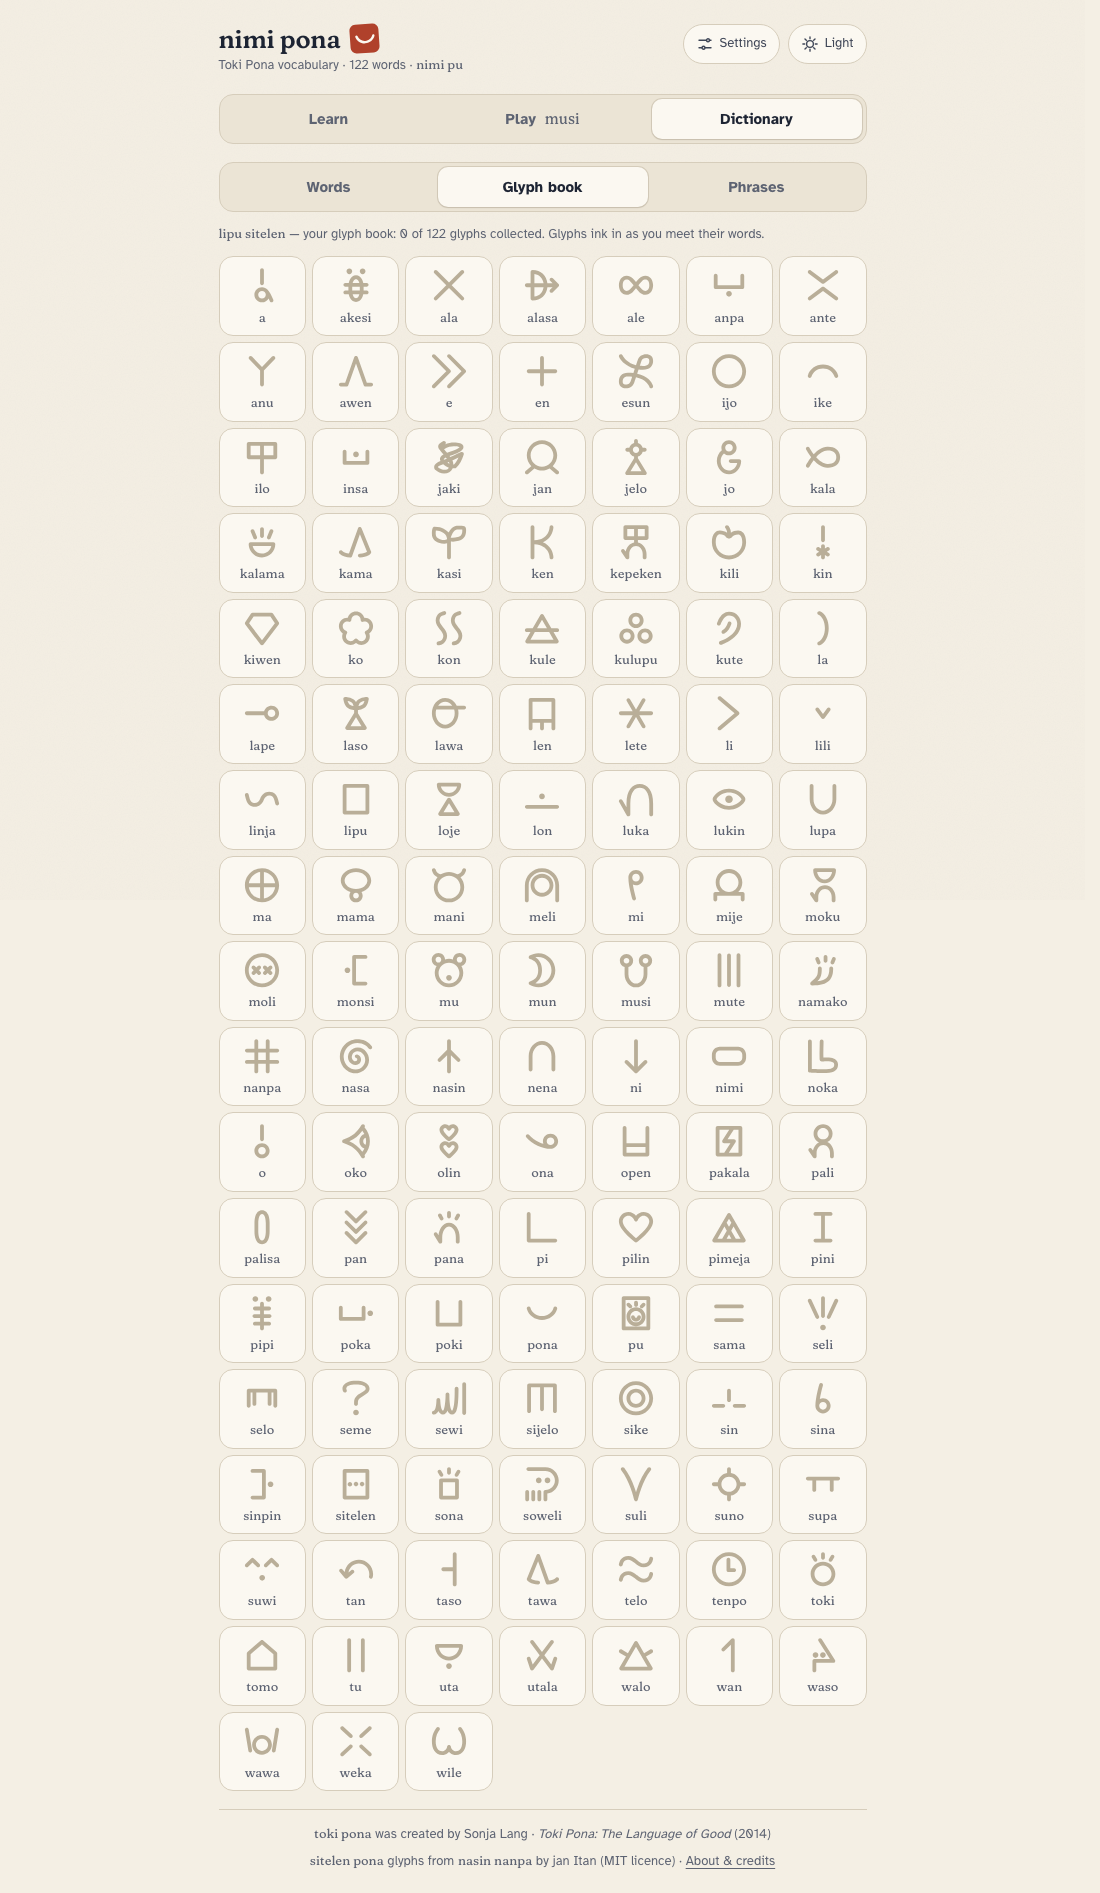 nimi pona
Toki Pona vocabulary · 122 words · nimi pu
Settings
Light
Learn
Play musi
Dictionary
Words
Glyph book
Phrases
lipu sitelen — your glyph book: 0 of 122 glyphs collected. Glyphs ink in as you meet their words.
a akesi ala alasa ale anpa ante
anu awen e en esun ijo ike
ilo insa jaki jan jelo jo kala
kalama kama kasi ken kepeken kili kin
kiwen ko kon kule kulupu kute la
lape laso lawa len lete li lili
linja lipu loje lon luka lukin lupa
ma mama mani meli mi mije moku
moli monsi mu mun musi mute namako
nanpa nasa nasin nena ni nimi noka
o oko olin ona open pakala pali
palisa pan pana pi pilin pimeja pini
pipi poka poki pona pu sama seli
selo seme sewi sijelo sike sin sina
sinpin sitelen sona soweli suli suno supa
suwi tan taso tawa telo tenpo toki
tomo tu uta utala walo wan waso
wawa weka wile
toki pona was created by Sonja Lang · Toki Pona: The Language of Good (2014)
sitelen pona glyphs from nasin nanpa by jan Itan (MIT licence) · About & credits